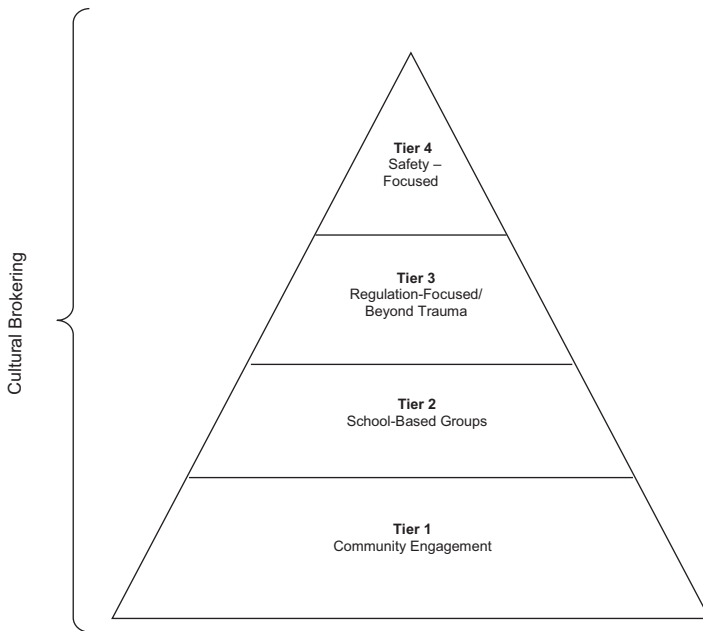 Cultural Brokering
Tier 4
Safety –
Focused
Tier 3
Regulation-Focused/
Beyond Trauma
Tier 2
School-Based Groups
Tier 1
Community Engagement